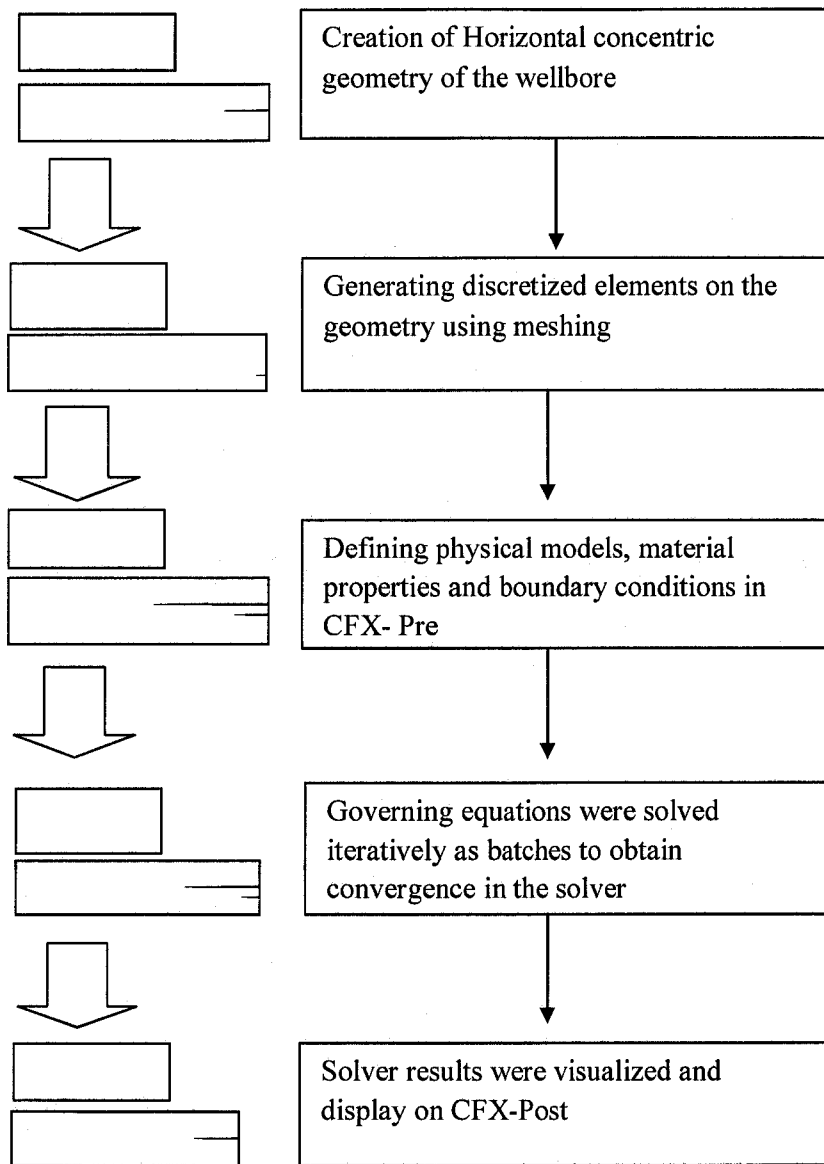 Creation of Horizontal concentric
geometry of the wellbore
Generating discretized elements on the
geometry using meshing
Defining physical models, material
properties and boundary conditions in
CFX- Pre
Governing equations were solved
iteratively as batches to obtain
convergence in the solver
Solver results were visualized and
display on CFX-Post